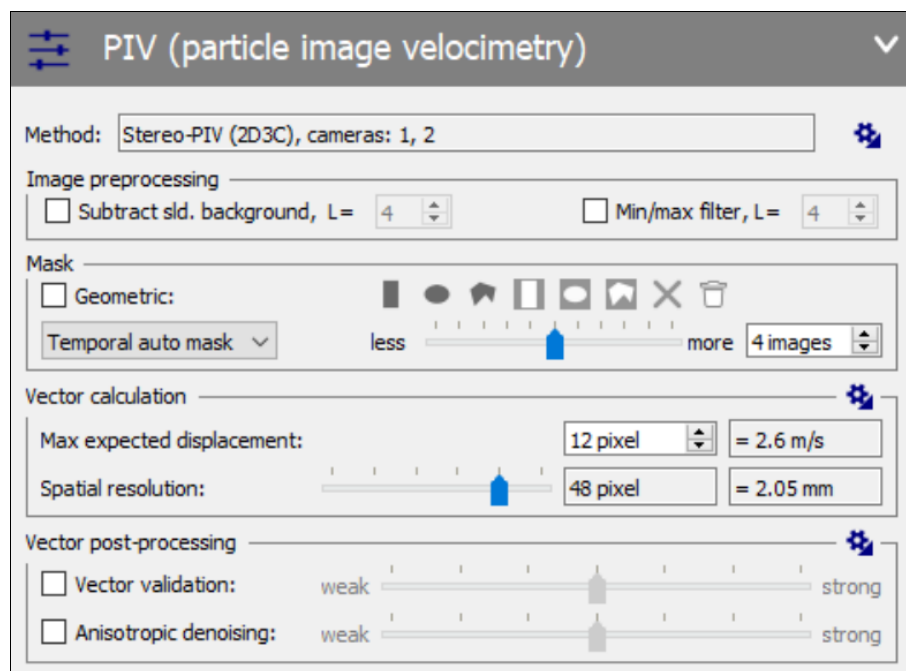 PIV (particle image velocimetry)
Method: Stereo-PIV (2D3C), cameras: 1, 2
Image preprocessing
Subtract sld. background, L= 4 Min/max filter, L= 4
Mask
Geometric:
Temporal auto mask less more 4 images
Vector calculation
Max expected displacement: 12 pixel = 2.6 m/s
Spatial resolution: 48 pixel = 2.05 mm
Vector post-processing
Vector validation: weak strong
Anisotropic denoising: weak strong